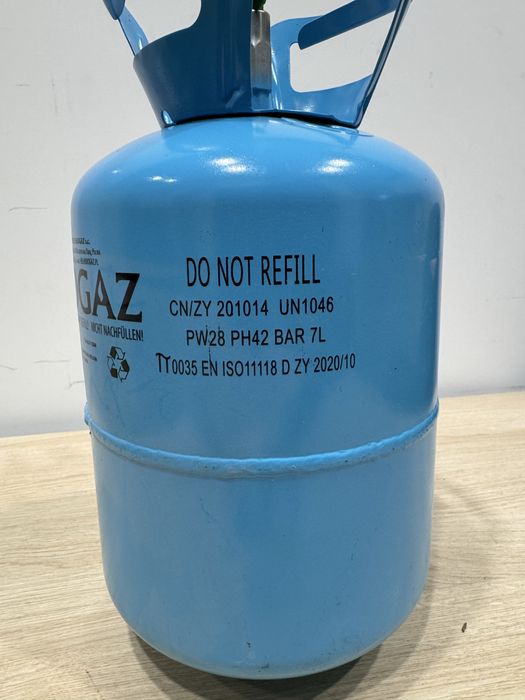 GAZ
NICHT NACHFÜLLEN!
DO NOT REFILL
CN/ZY 201014 UN1046
PW28 PH42 BAR 7L
π0035 EN ISO11118 D ZY 2020/10